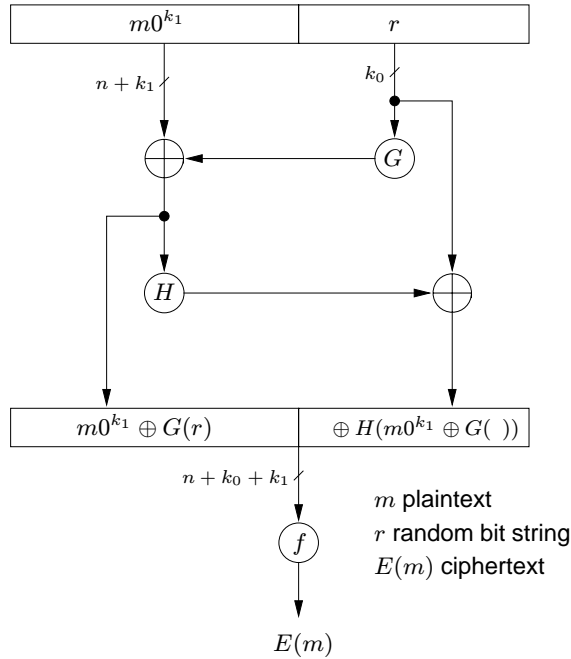 m0^{k_1} r
n + k_1
k_0
G
H
m0^{k_1} ⊕ G(r) ⊕ H(m0^{k_1} ⊕ G( ))
n + k_0 + k_1
m plaintext
r random bit string
f
E(m) ciphertext
E(m)